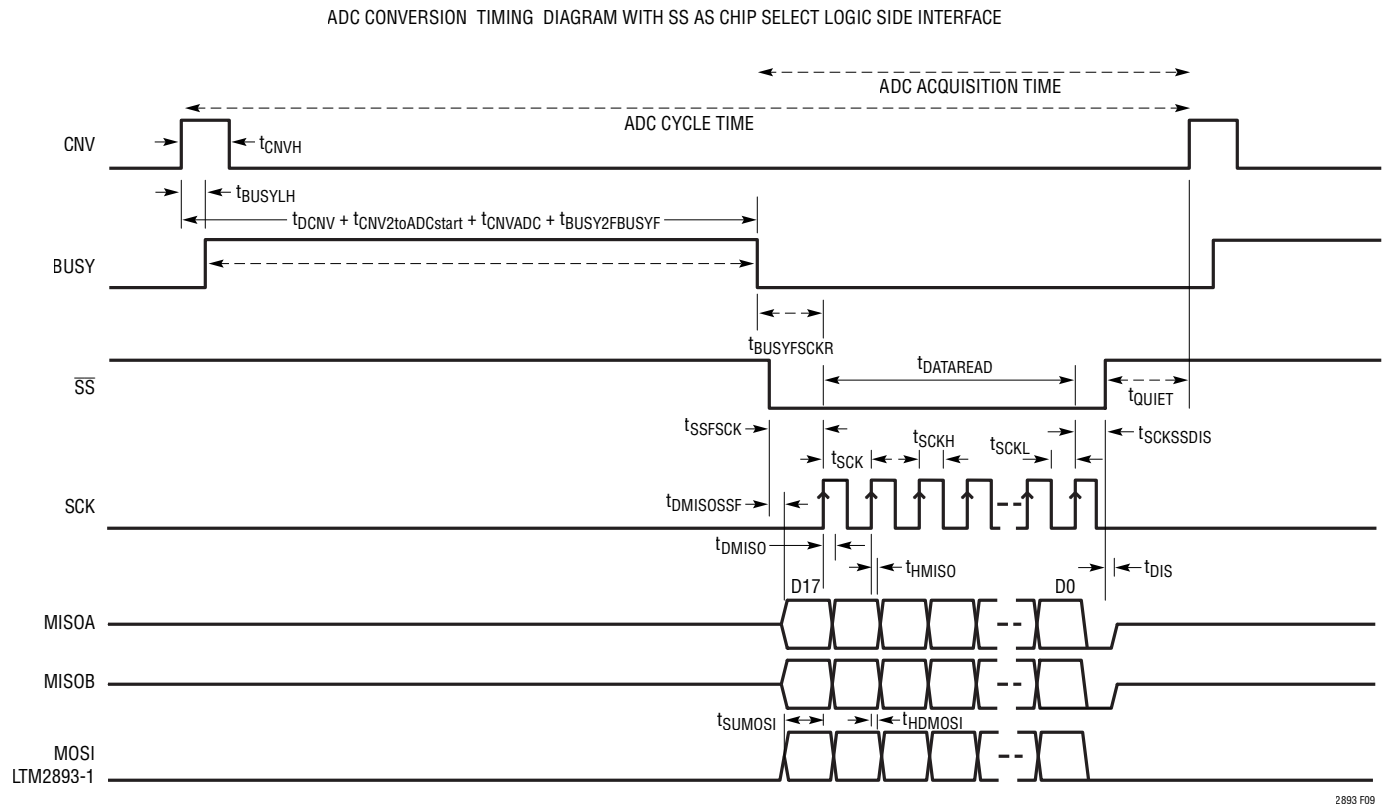 ADC CONVERSION TIMING DIAGRAM WITH SS AS CHIP SELECT LOGIC SIDE INTERFACE
ADC ACQUISITION TIME
ADC CYCLE TIME
CNV
tCNVH
tBUSYLH
tDCNV + tCNV2toADCstart + tCNVADC + tBUSY2FBUSYF
BUSY
tBUSYFSCKR
tDATAREAD
SS
tQUIET
tSSFSCK
tSCKH
tSCKL
tSCKSSDIS
tSCK
tDMISOSSF
SCK
tDMISO
tHMISO
tDIS
D17
D0
MISOA
MISOB
tSUMOSI
tHDMOSI
MOSI
LTM2893-1
2893 F09